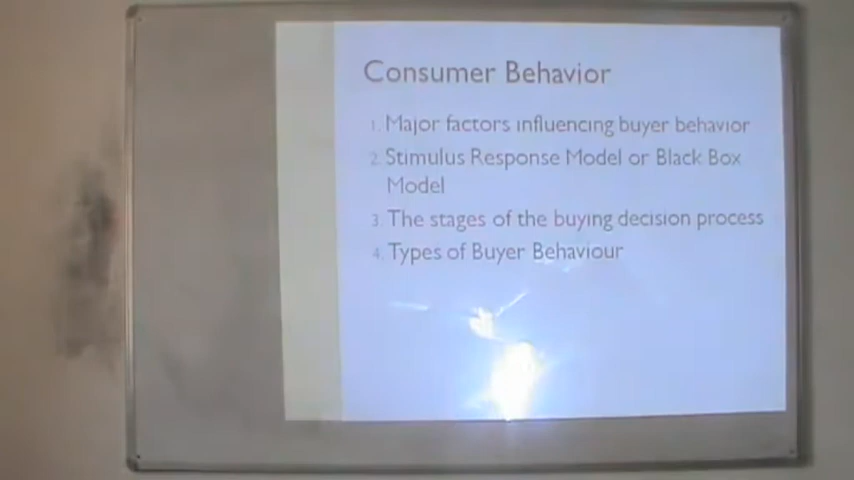 Consumer Behavior
1. Major factors influencing buyer behavior
2. Stimulus Response Model or Black Box
Model
3. The stages of the buying decision process
4. Types of Buyer Behaviour